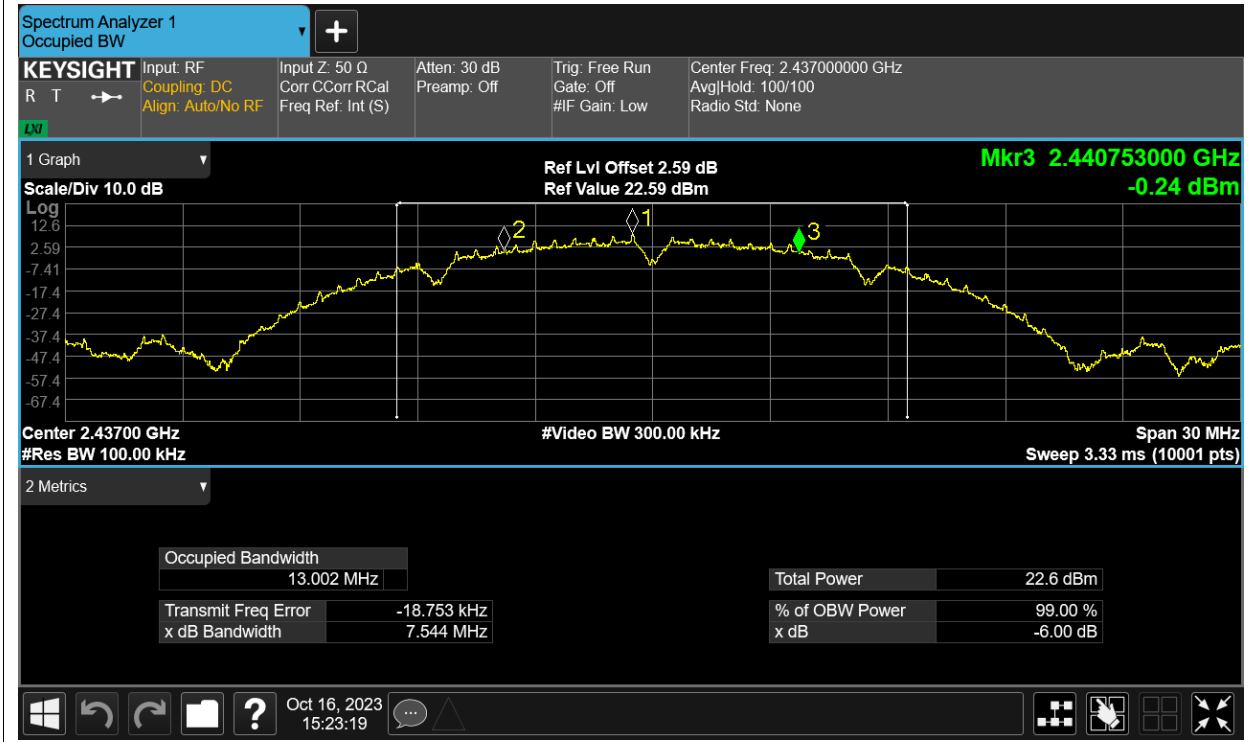 Spectrum Analyzer 1
Occupied BW
KEYSIGHT
R T
LXI
Input: RF
Coupling: DC
Align: Auto/No RF
Input Z: 50 Ω
Corr CCorr RCal
Freq Ref: Int (S)
Atten: 30 dB
Preamp: Off
Trig: Free Run
Gate: Off
#IF Gain: Low
Center Freq: 2.437000000 GHz
Avg|Hold: 100/100
Radio Std: None
1 Graph
Scale/Div 10.0 dB
Ref Lvl Offset 2.59 dB
Ref Value 22.59 dBm
Mkr3 2.440753000 GHz
-0.24 dBm
Log
12.6
2.59
-7.41
-17.4
-27.4
-37.4
-47.4
-57.4
-67.4
2
1
3
Center 2.43700 GHz
#Res BW 100.00 kHz
#Video BW 300.00 kHz
Span 30 MHz
Sweep 3.33 ms (10001 pts)
2 Metrics
Occupied Bandwidth
13.002 MHz
Transmit Freq Error -18.753 kHz
x dB Bandwidth 7.544 MHz
Total Power 22.6 dBm
% of OBW Power 99.00 %
x dB -6.00 dB
?
Oct 16, 2023
15:23:19